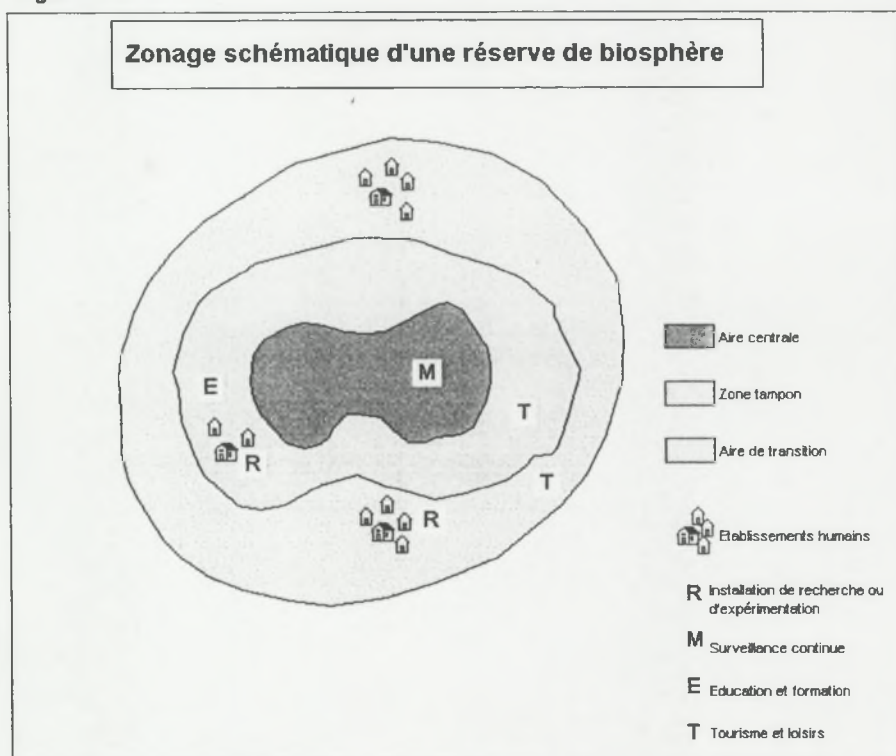 Zonage schématique d'une réserve de biosphère
M
E
T
R
T
R
Aire centrale
Zone tampon
Aire de transition
Etablissements humains
R Installation de recherche ou
d'expérimentation
M Surveillance continue
E Education et formation
T Tourisme et loisirs